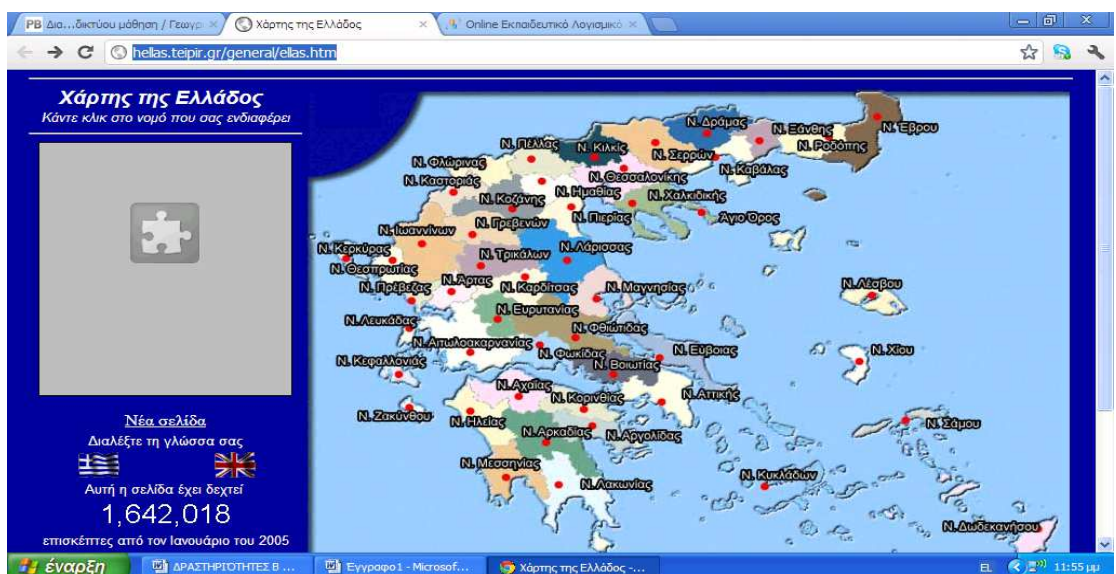 PB Δια...δικτύου μάθηση / Γεωγρ
Χάρτης της Ελλάδος
Online Εκπαιδευτικό Λογισμικό
hellas.teipir.gr/general/ellas.htm
Χάρτης της Ελλάδος
Κάντε κλικ στο νομό που σας ενδιαφέρει
Ν. Έβρου
Ν. Δράμας
Ν. Ξάνθης
Ν. Ροδόπης
Ν. Πέλλας
Ν. Κιλκίς
Ν. Σερρών
Ν. Καβάλας
Ν. Φλώρινας
Ν. Θεσσαλονίκης
Ν. Καστοριάς
Ν. Ημαθίας
Ν. Χαλκιδικής
Ν. Κοζάνης
Ν. Πιερίας
Άγιο Όρος
Ν. Γρεβενών
Ν. Ιωαννίνων
Ν. Κερκύρας
Ν. Τρικάλων
Ν. Λάρισσας
Ν. Θεσπρωτίας
Ν. Άρτας
Ν. Πρέβεζας
Ν. Καρδίτσας
Ν. Μαγνησίας
Ν. Λέσβου
Ν. Ευρυτανίας
Ν. Λευκάδας
Ν. Φθιώτιδας
Ν. Αιτωλοακαρνανίας
Ν. Φωκίδας
Ν. Εύβοιας
Ν. Χίου
Ν. Κεφαλλονιάς
Ν. Βοιωτίας
Ν. Αχαΐας
Ν. Κορινθίας
Ν. Αττικής
Ν. Ζακύνθου
Ν. Ηλείας
Ν. Αρκαδίας
Ν. Αργολίδας
Ν. Σάμου
Ν. Μεσσηνίας
Ν. Λακωνίας
Ν. Κυκλάδων
Ν. Δωδεκανήσου
Νέα σελίδα
Διαλέξτε τη γλώσσα σας
Αυτή η σελίδα έχει δεχτεί
1,642,018
επισκέπτες από τον Ιανουάριο του 2005
έναρξη
ΔΡΑΣΤΗΡΙΟΤΗΤΕΣ Β ...
Έγγραφο1 - Microsof...
Χάρτης της Ελλάδος -...
EL
11:55 μμ